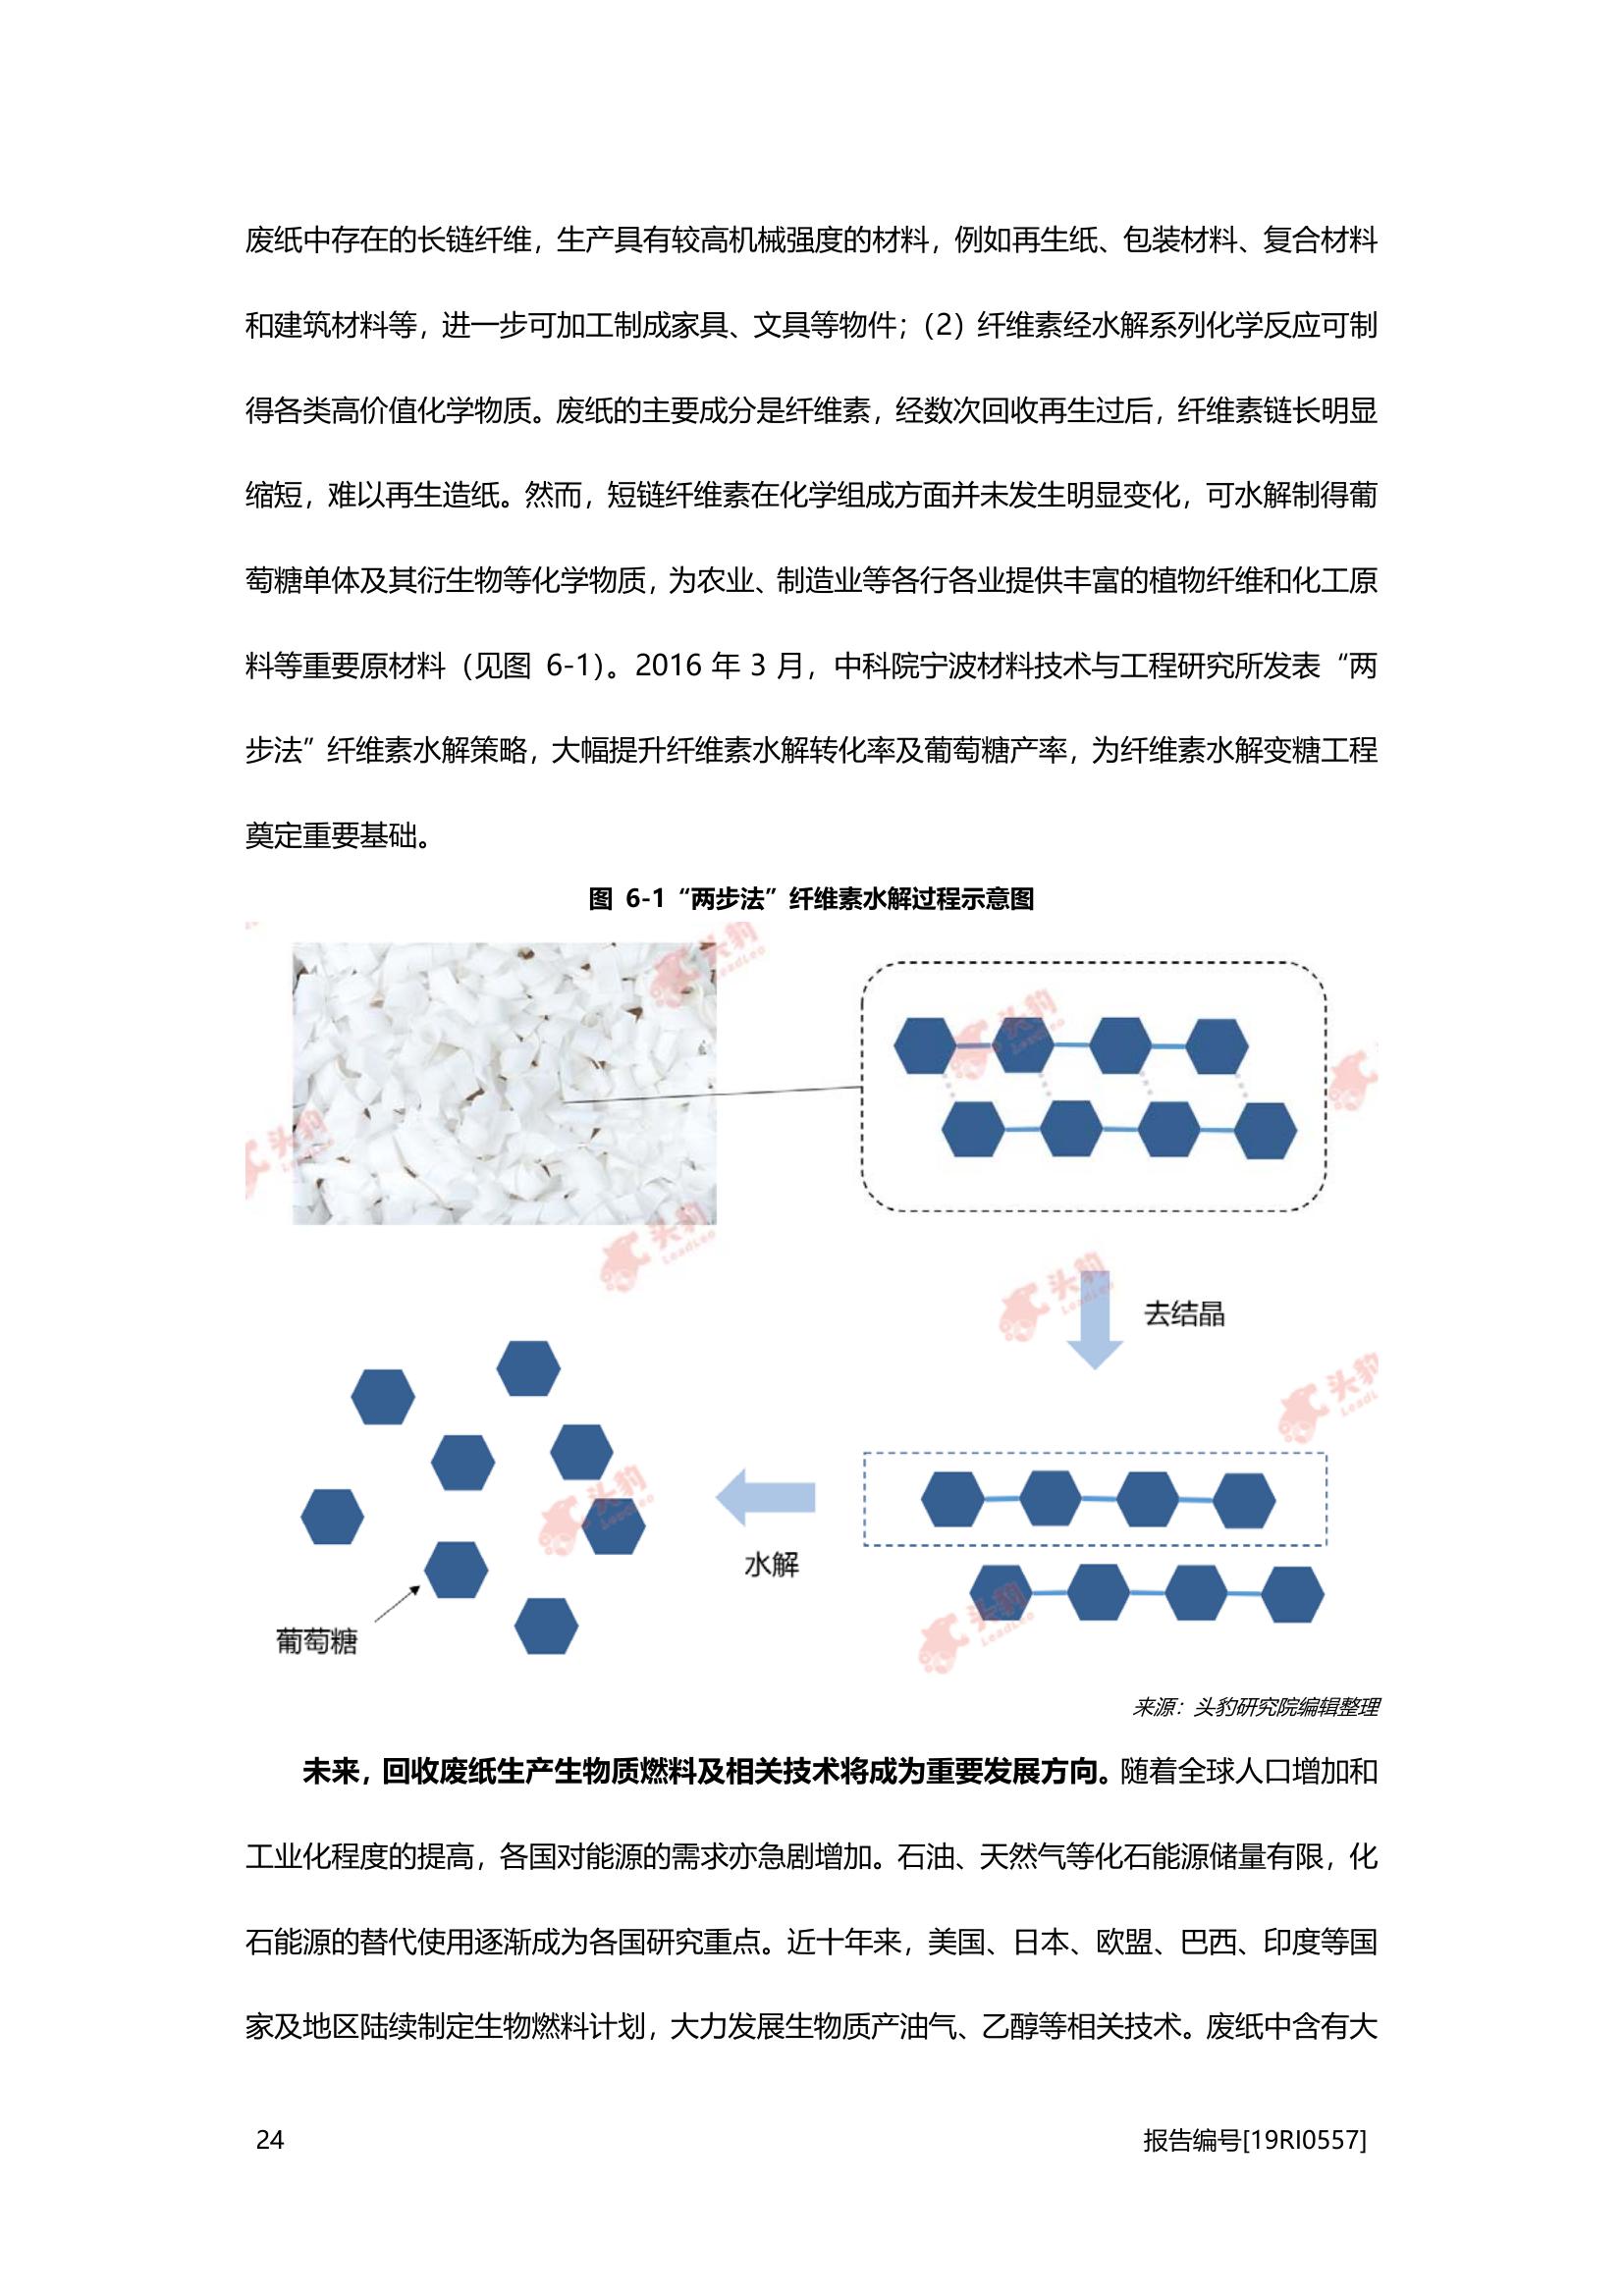 废纸中存在的长链纤维，生产具有较高机械强度的材料，例如再生纸、包装材料、复合材料
和建筑材料等，进一步可加工制成家具、文具等物件；（2）纤维素经水解系列化学反应可制
得各类高价值化学物质。废纸的主要成分是纤维素，经数次回收再生过后，纤维素链长明显
缩短，难以再生造纸。然而，短链纤维素在化学组成方面并未发生明显变化，可水解制得葡
萄糖单体及其衍生物等化学物质，为农业、制造业等各行各业提供丰富的植物纤维和化工原
料等重要原材料（见图 6-1）。2016 年 3 月，中科院宁波材料技术与工程研究所发表“两
步法”纤维素水解策略，大幅提升纤维素水解转化率及葡萄糖产率，为纤维素水解变糖工程
奠定重要基础。
图 6-1“两步法”纤维素水解过程示意图
头豹
LeadLeo
头豹
LeadLeo
头豹
LeadLeo
头豹
LeadLeo
头豹
LeadLeo
去结晶
头豹
Leadl
头豹
LeadLeo
水解
头豹
LeadLeo
葡萄糖
来源：头豹研究院编辑整理
未来，回收废纸生产生物质燃料及相关技术将成为重要发展方向。随着全球人口增加和
工业化程度的提高，各国对能源的需求亦急剧增加。石油、天然气等化石能源储量有限，化
石能源的替代使用逐渐成为各国研究重点。近十年来，美国、日本、欧盟、巴西、印度等国
家及地区陆续制定生物燃料计划，大力发展生物质产油气、乙醇等相关技术。废纸中含有大
24
报告编号[19RI0557]